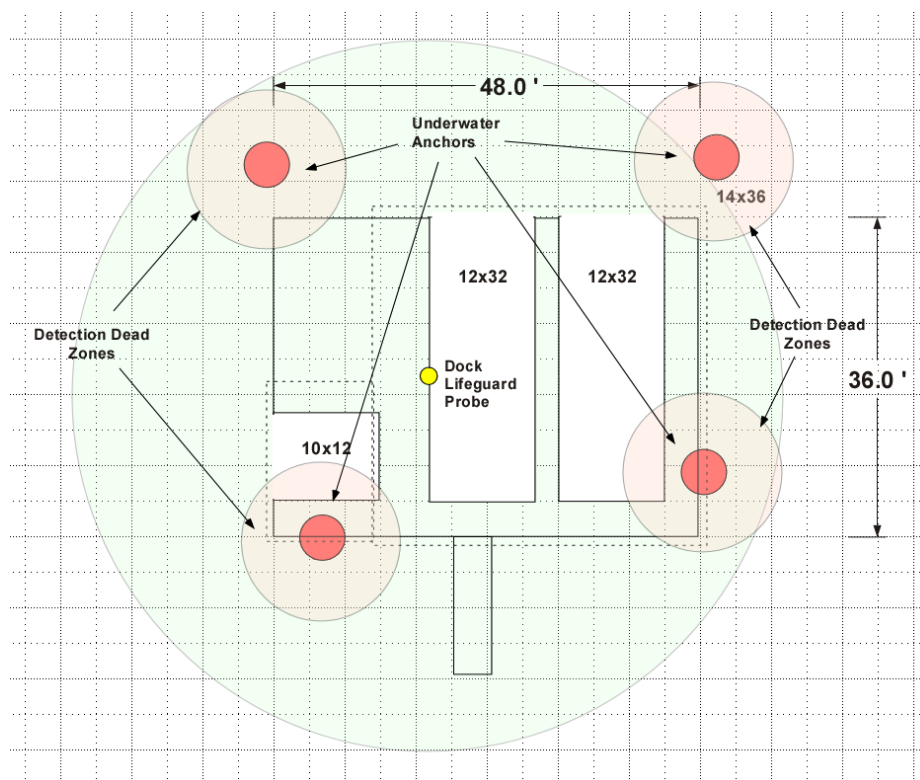 48.0 '
Underwater
Anchors
14x36
12x32
12x32
Detection Dead
Zones
Detection Dead
Zones
Dock
Lifeguard
Probe
36.0 '
10x12